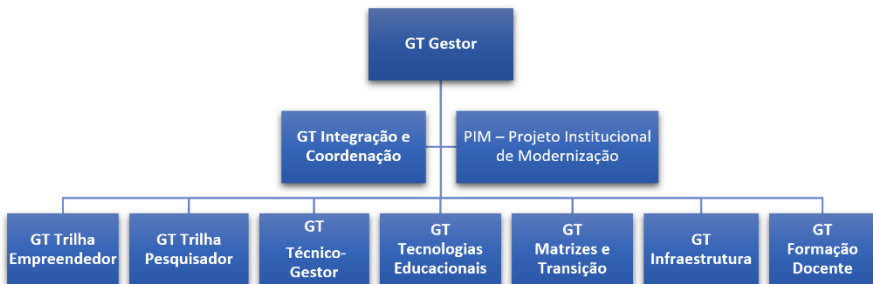 GT Gestor
GT Integração e
Coordenação
PIM – Projeto Institucional
de Modernização
GT Trilha
Empreendedor
GT Trilha
Pesquisador
GT
Técnico-
Gestor
GT
Tecnologias
Educacionais
GT
Matrizes e
Transição
GT
Infraestrutura
GT
Formação
Docente